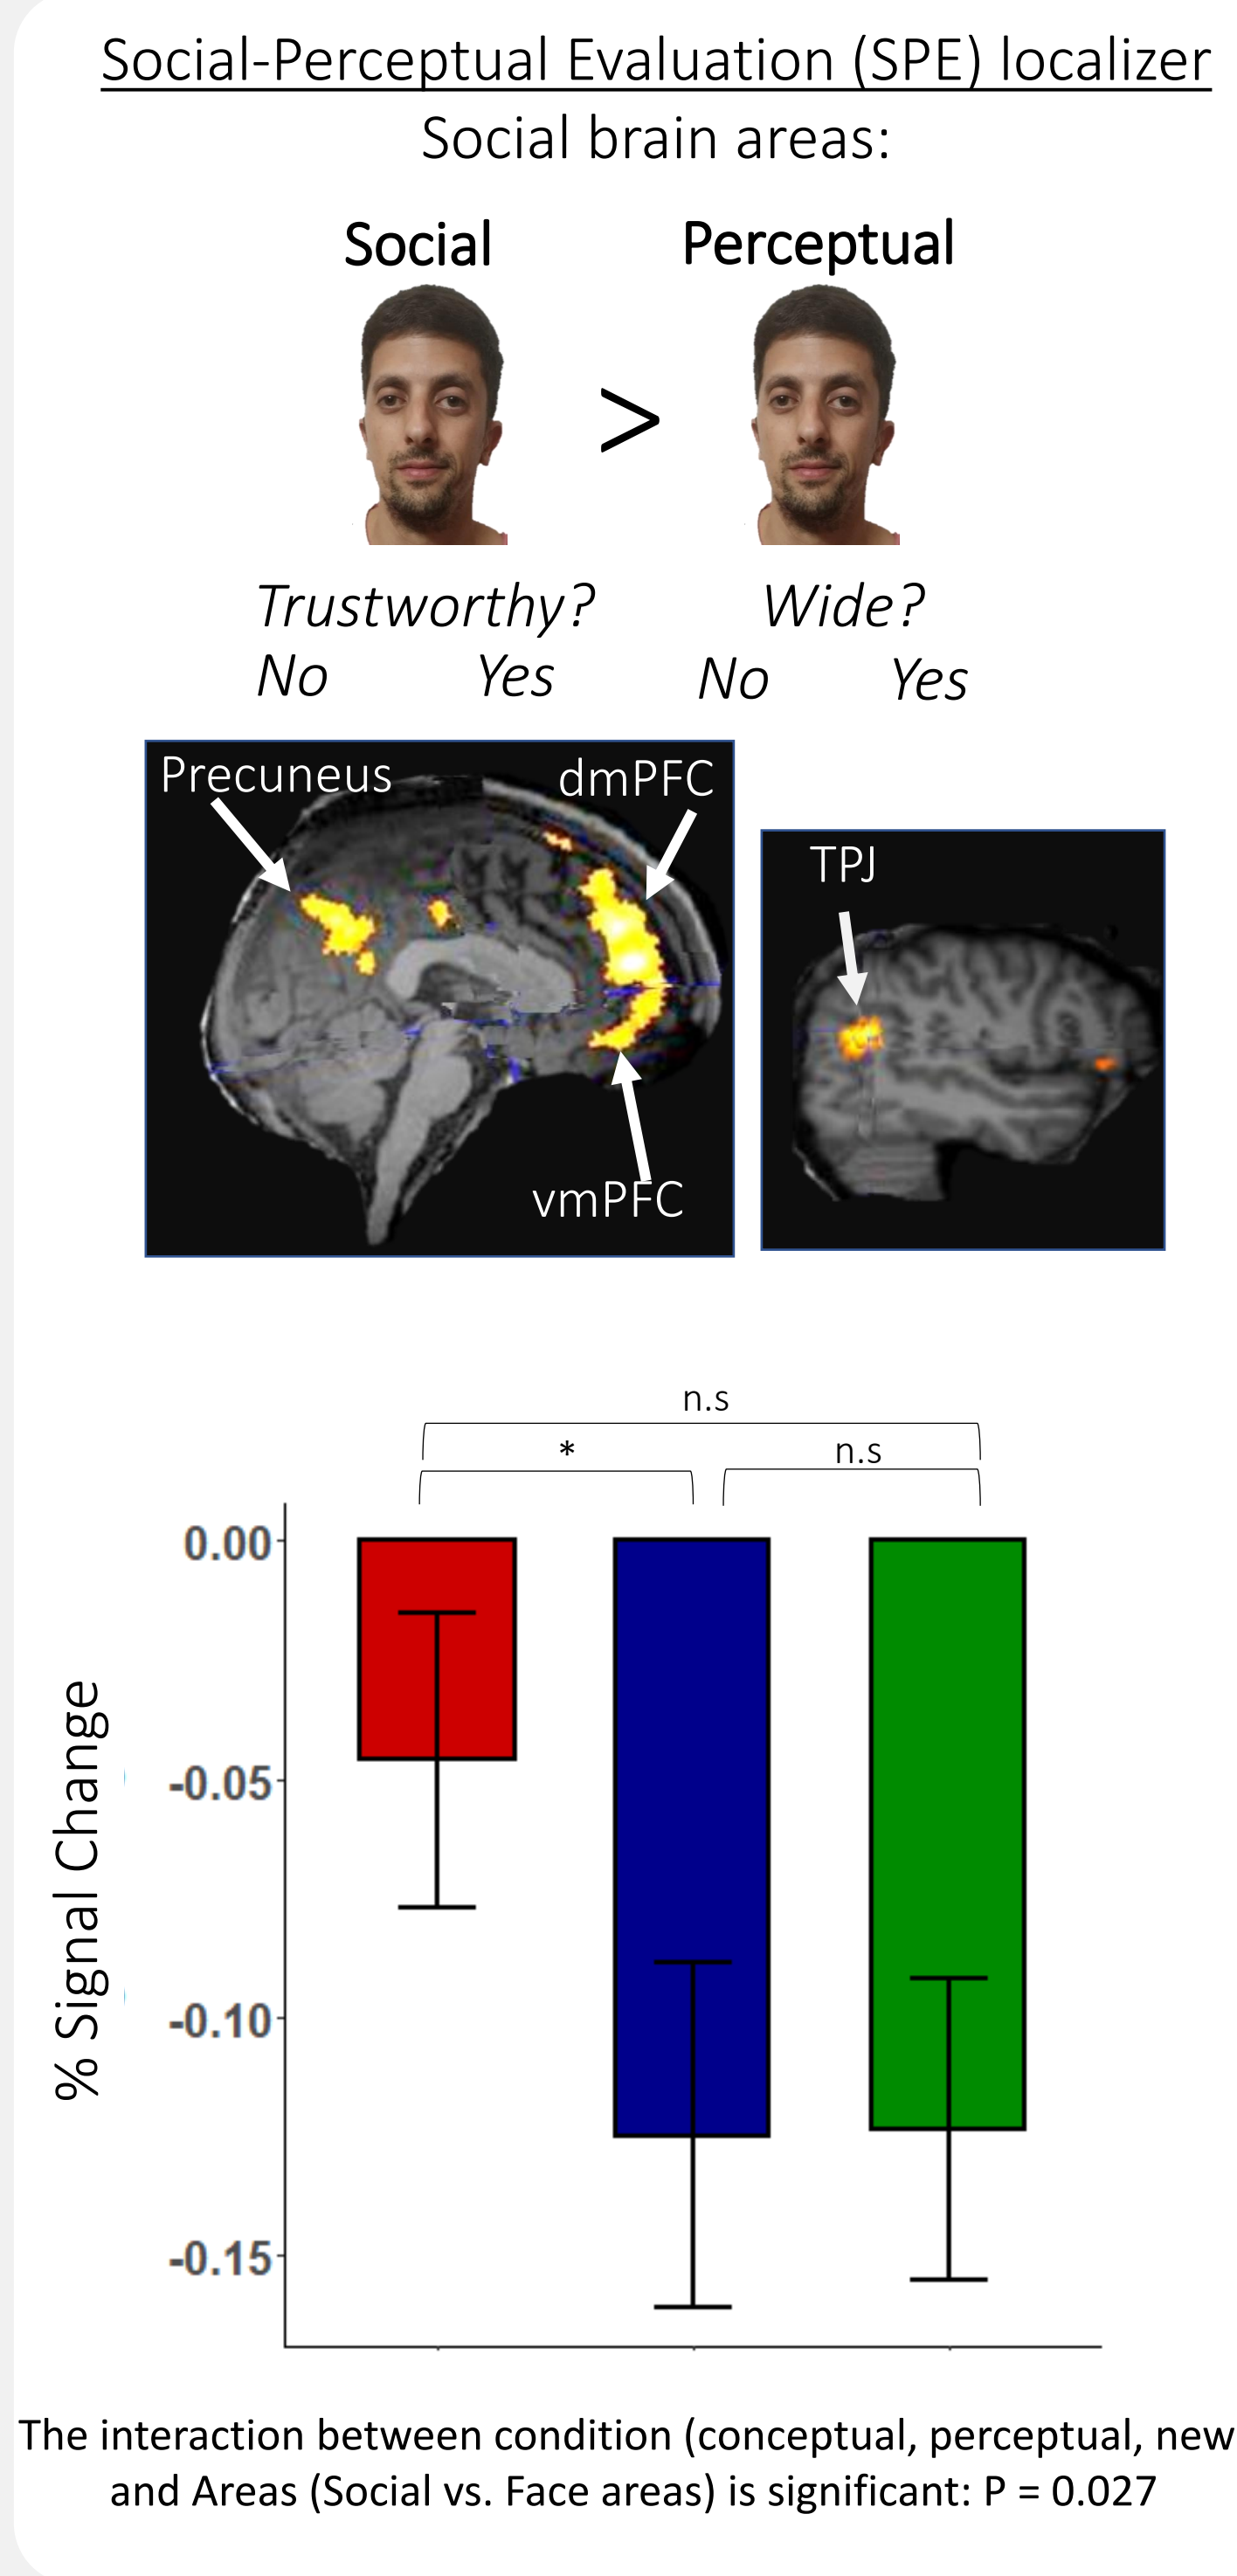 Social-Perceptual Evaluation (SPE) localizer
Social brain areas:
Social Perceptual
>
Trustworthy? Wide?
No Yes No Yes
Precuneus dmPFC
TPJ
vmPFC
n.s
* n.s
0.00
-0.05
-0.10
-0.15
% Signal Change
The interaction between condition (conceptual, perceptual, new
and Areas (Social vs. Face areas) is significant: P = 0.027